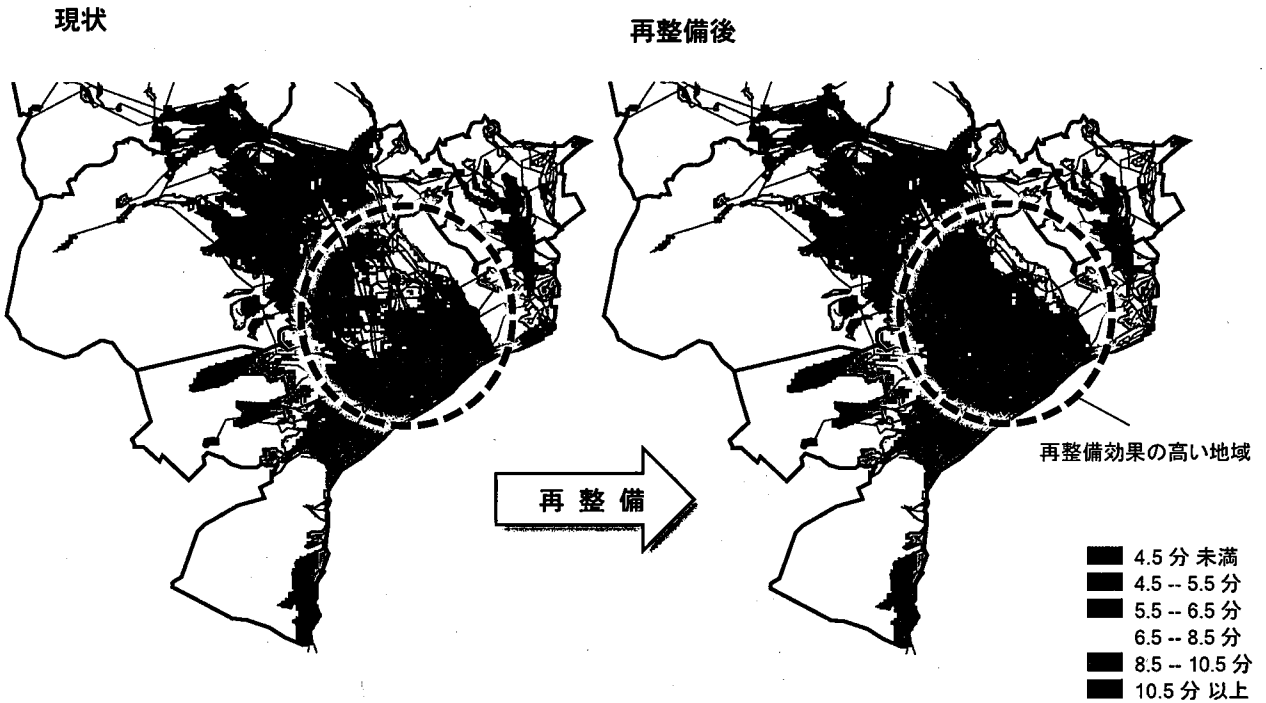 現状
再整備後
再整備効果の高い地域
再整備
4.5 分 未満
4.5 -- 5.5 分
5.5 -- 6.5 分
6.5 -- 8.5 分
8.5 -- 10.5 分
10.5 分 以上